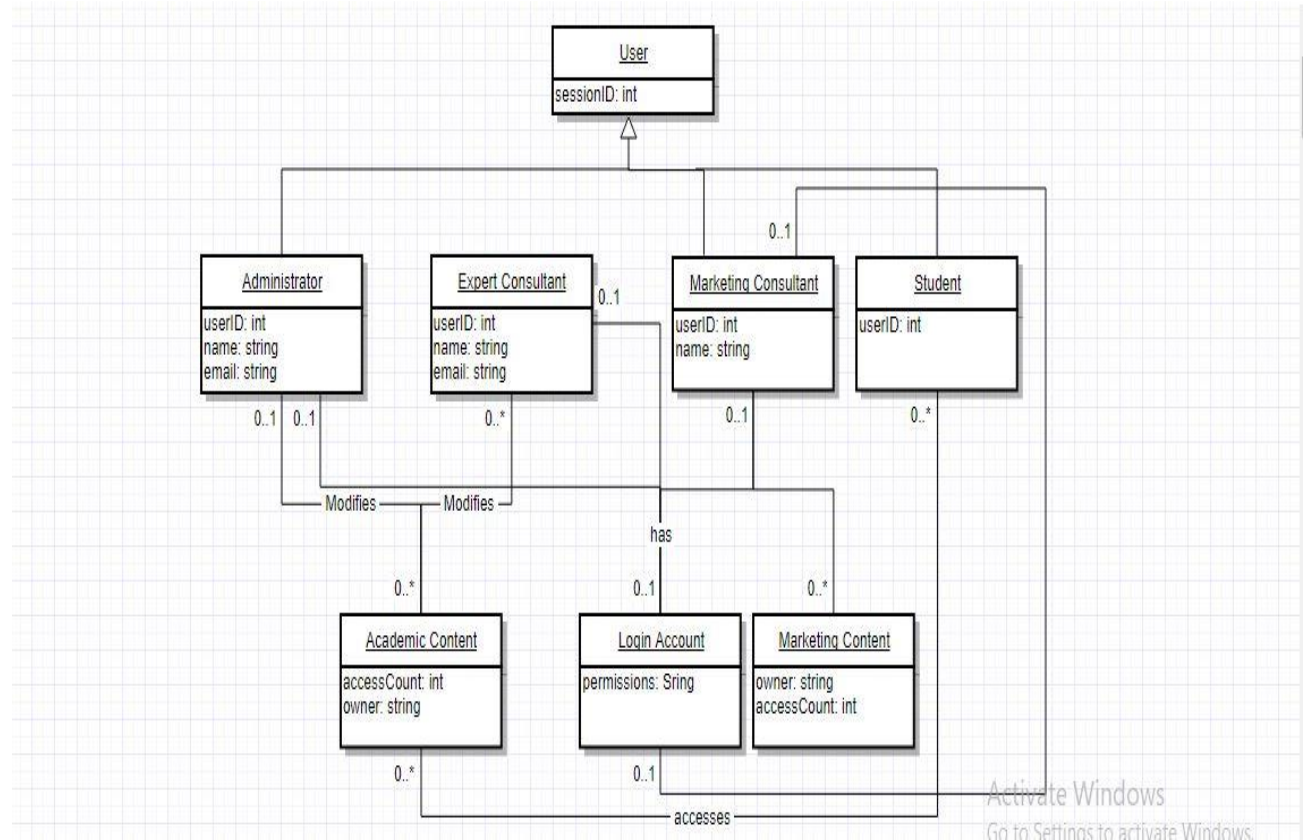 User
sessionID: int
0..1
Administrator
userID: int
name: string
email: string
Expert Consultant
userID: int
name: string
email: string
0..1
Marketing Consultant
userID: int
name: string
Student
userID: int
0..1
0..1
0..*
0..1
0..*
Modifies
Modifies
has
0..*
0..1
0..*
Academic Content
accessCount: int
owner: string
Login Account
permissions: Sring
Marketing Content
owner: string
accessCount: int
0..*
0..1
accesses
Activate Windows
Go to Settings to activate Windows.